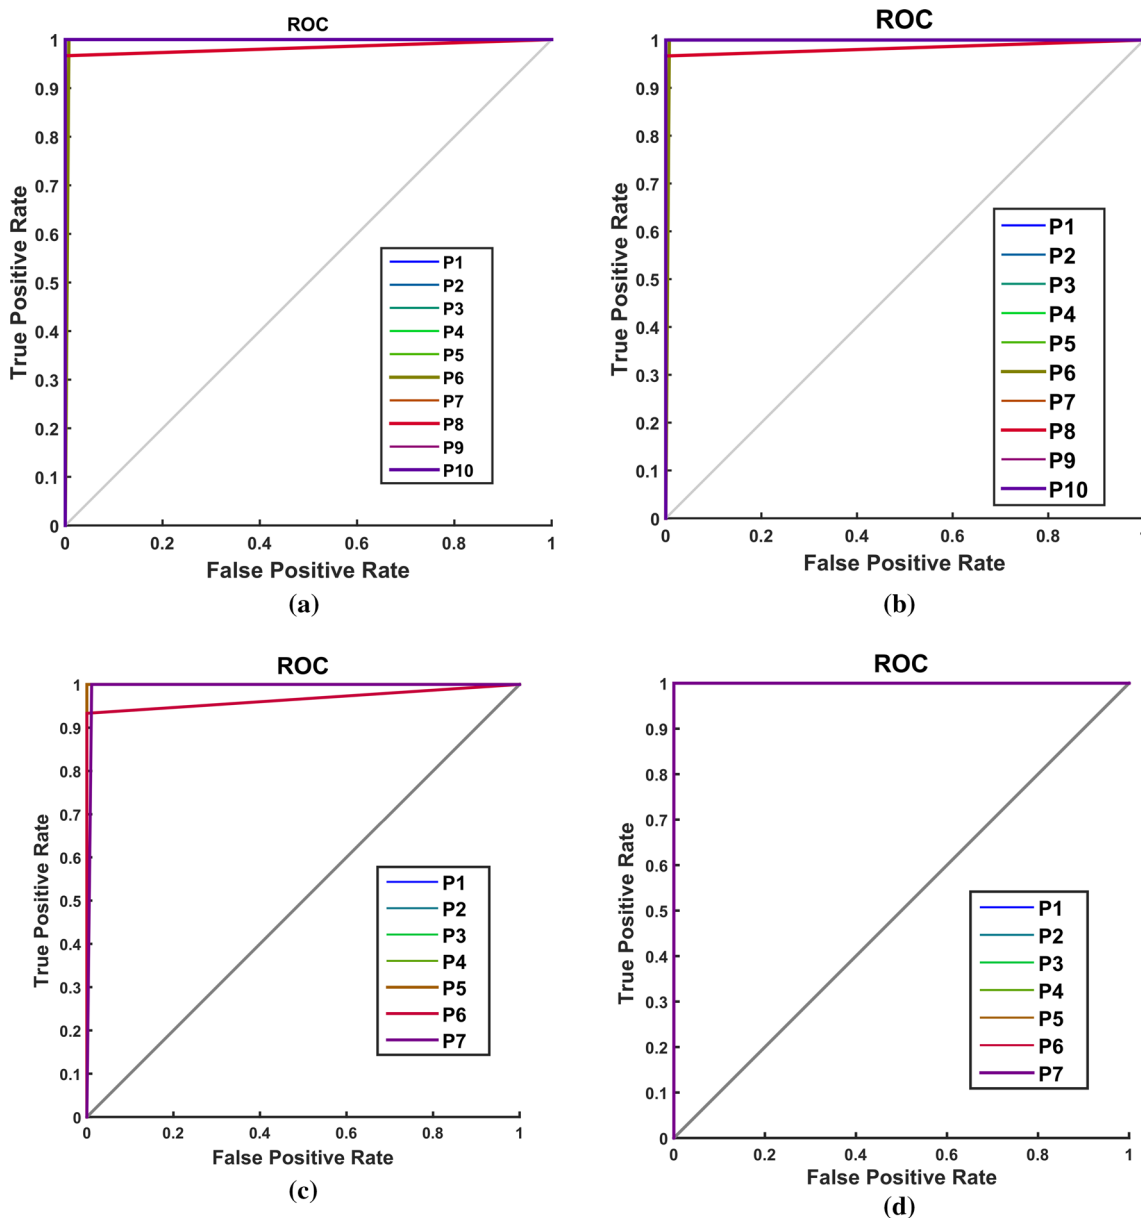 ROC
1
0.9
0.8
0.7
0.6
0.5
0.4
0.3
0.2
0.1
0
True Positive Rate
P1
P2
P3
P4
P5
P6
P7
P8
P9
P10
0 0.2 0.4 0.6 0.8 1
False Positive Rate
(a)
ROC
1
0.9
0.8
0.7
0.6
0.5
0.4
0.3
0.2
0.1
0
True Positive Rate
P1
P2
P3
P4
P5
P6
P7
P8
P9
P10
0 0.2 0.4 0.6 0.8
False Positive Rate
(b)
ROC
1
0.9
0.8
0.7
0.6
0.5
0.4
0.3
0.2
0.1
0
True Positive Rate
P1
P2
P3
P4
P5
P6
P7
0 0.2 0.4 0.6 0.8 1
False Positive Rate
(c)
ROC
1
0.9
0.8
0.7
0.6
0.5
0.4
0.3
0.2
0.1
0
True Positive Rate
P1
P2
P3
P4
P5
P6
P7
0 0.2 0.4 0.6 0.8 1
False Positive Rate
(d)